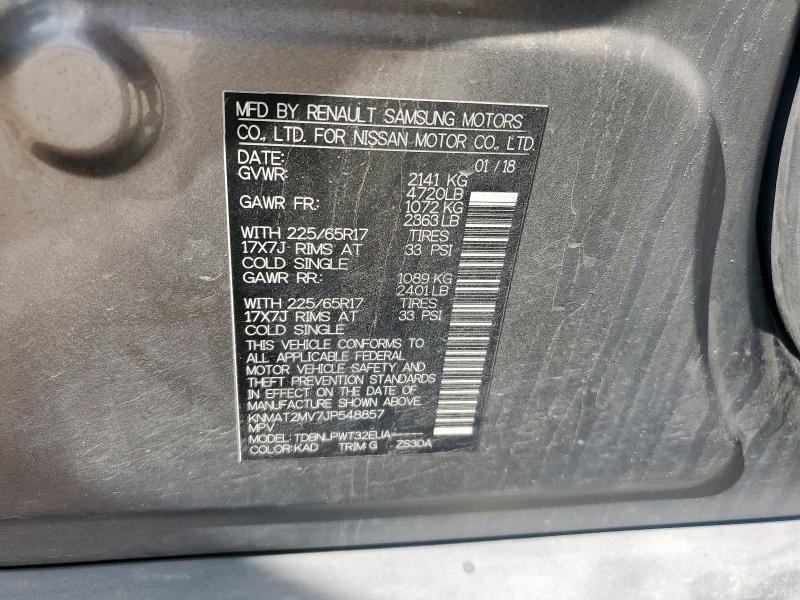 MFD BY RENAULT SAMSUNG MOTORS
CO., LTD. FOR NISSAN MOTOR CO., LTD.
DATE: 01/18
GVWR: 2141 KG
4720LB
GAWR FR.: 1072 KG
2363 LB
WITH 225/65R17 TIRES
17X7J RIMS AT 33 PSI
COLD SINGLE
GAWR RR.: 1089 KG
2401 LB
WITH 225/65R17 TIRES
17X7J RIMS AT 33 PSI
COLD SINGLE
THIS VEHICLE CONFORMS TO
ALL APPLICABLE FEDERAL
MOTOR VEHICLE SAFETY AND
THEFT PREVENTION STANDARDS
IN EFFECT ON THE DATE OF
MANUFACTURE SHOWN ABOVE
KNMAT2MV7JP548857
MPV
MODEL: TDBNLPWT32EUA-----
COLOR: KAD TRIM G ZS30A